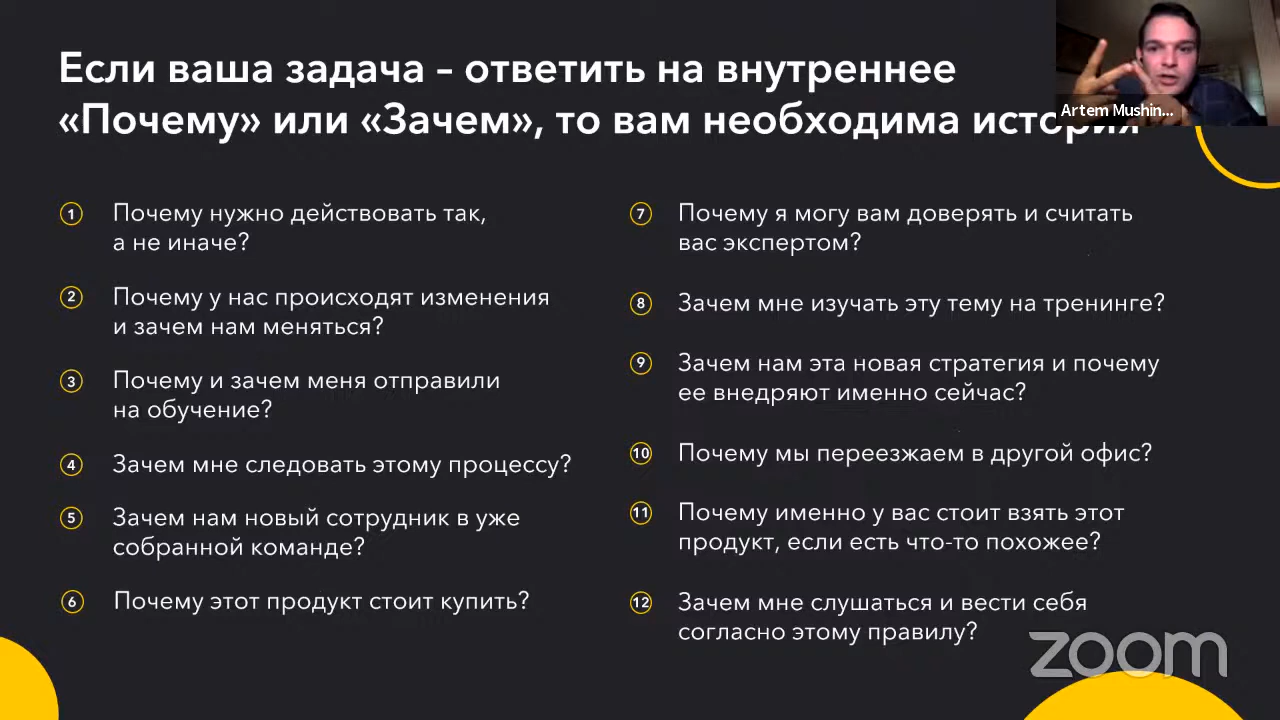 Если ваша задача – ответить на внутреннее
«Почему» или «Зачем», то вам необходима история
Artem Mushin...
1 Почему нужно действовать так,
а не иначе?
2 Почему у нас происходят изменения
и зачем нам меняться?
3 Почему и зачем меня отправили
на обучение?
4 Зачем мне следовать этому процессу?
5 Зачем нам новый сотрудник в уже
собранной команде?
6 Почему этот продукт стоит купить?
7 Почему я могу вам доверять и считать
вас экспертом?
8 Зачем мне изучать эту тему на тренинге?
9 Зачем нам эта новая стратегия и почему
ее внедряют именно сейчас?
10 Почему мы переезжаем в другой офис?
11 Почему именно у вас стоит взять этот
продукт, если есть что-то похожее?
12 Зачем мне слушаться и вести себя
согласно этому правилу?
zoom